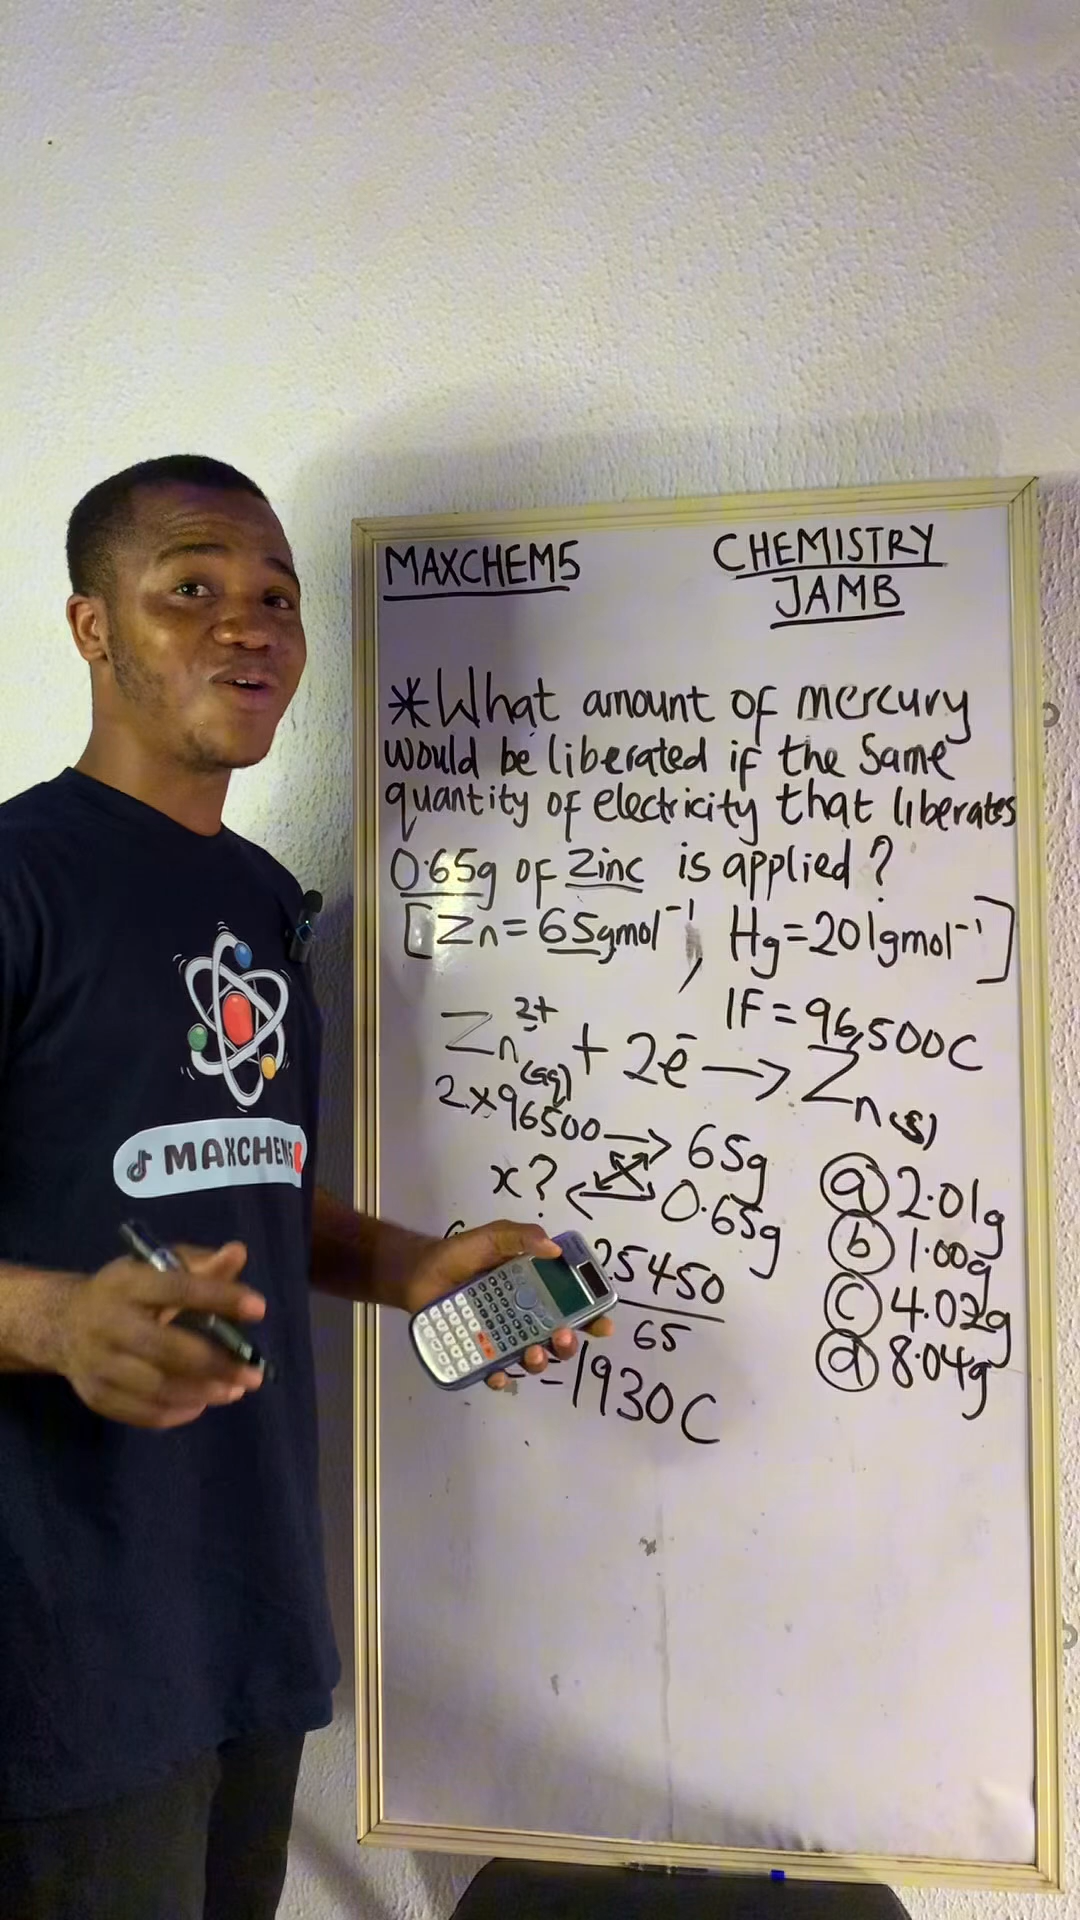 MAXCHEM5
CHEMISTRY
JAMB
*What amount of mercury
would be liberated if the same
quantity of electricity that liberates
0.65g of zinc is applied?
[Zn=65gmol⁻¹, Hg=201gmol⁻¹]
1F=96,500C
Zn²⁺(aq) + 2e⁻ → Zn(s)
2×96500 → 65g
x? ← 0.65g
25450
65
=1930C
(a) 2.01g
(b) 1.00g
(c) 4.02g
(d) 8.04g
MAXCHEM5